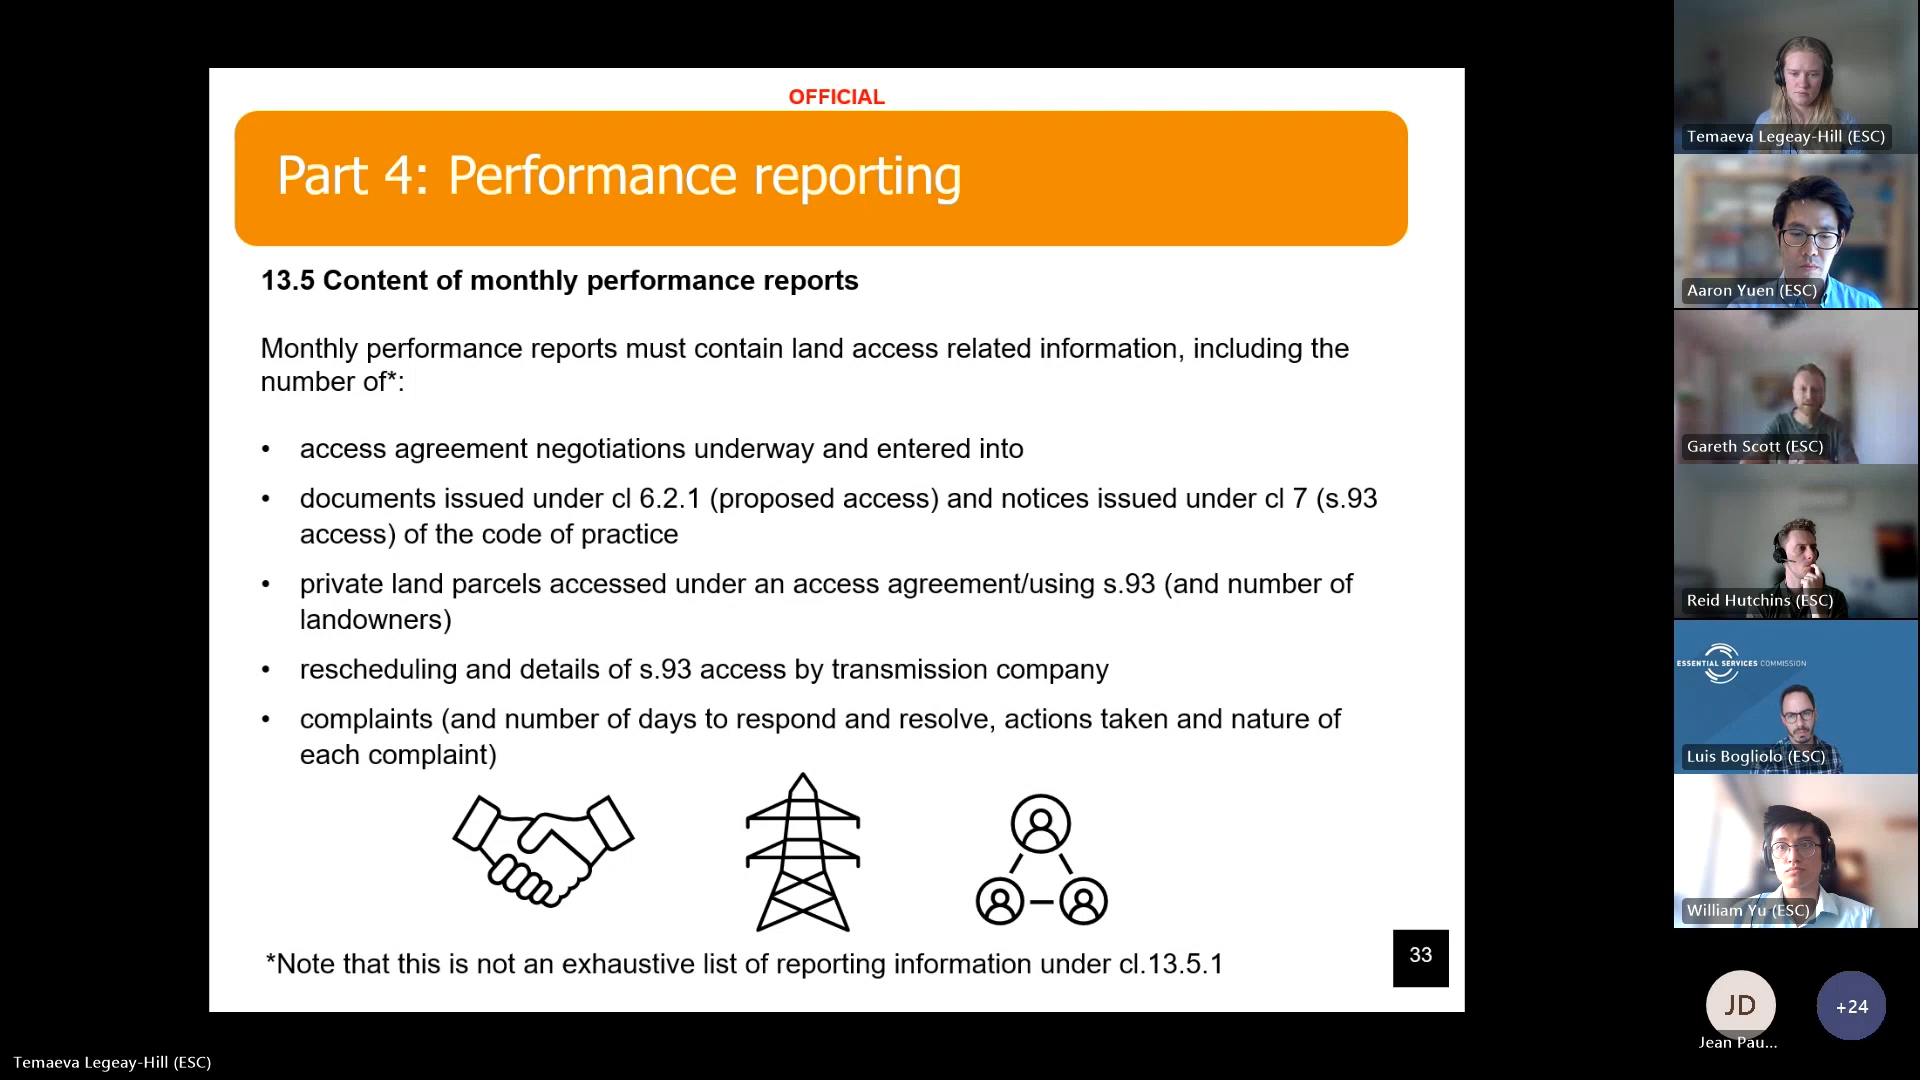 OFFICIAL
Part 4: Performance reporting
13.5 Content of monthly performance reports
Monthly performance reports must contain land access related information, including the
number of*:
• access agreement negotiations underway and entered into
• documents issued under cl 6.2.1 (proposed access) and notices issued under cl 7 (s.93
access) of the code of practice
• private land parcels accessed under an access agreement/using s.93 (and number of
landowners)
• rescheduling and details of s.93 access by transmission company
• complaints (and number of days to respond and resolve, actions taken and nature of
each complaint)
*Note that this is not an exhaustive list of reporting information under cl.13.5.1
33
Temaeva Legeay-Hill (ESC)
Temaeva Legeay-Hill (ESC)
Aaron Yuen (ESC)
Gareth Scott (ESC)
Reid Hutchins (ESC)
ESSENTIAL SERVICES COMMISSION
Luis Bogliolo (ESC)
William Yu (ESC)
JD
+24
Jean Pau...